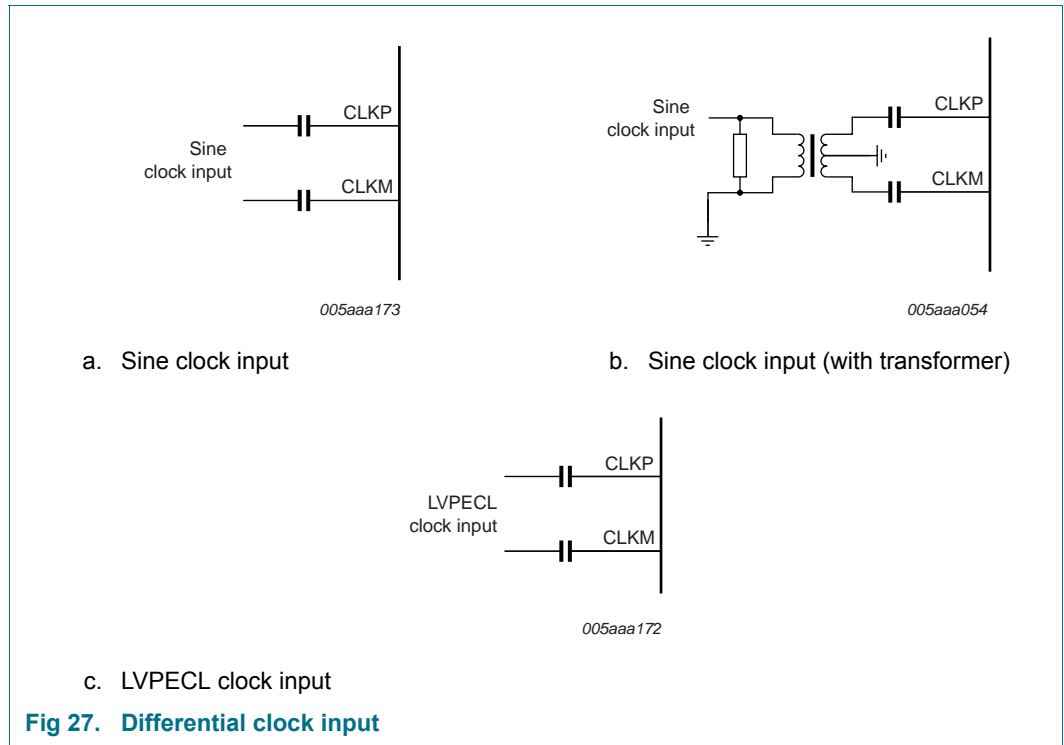 CLKP
Sine
clock input
CLKM
005aaa173
a. Sine clock input
Sine
clock input
CLKP
CLKM
005aaa054
b. Sine clock input (with transformer)
CLKP
LVPECL
clock input
CLKM
005aaa172
c. LVPECL clock input
Fig 27. Differential clock input